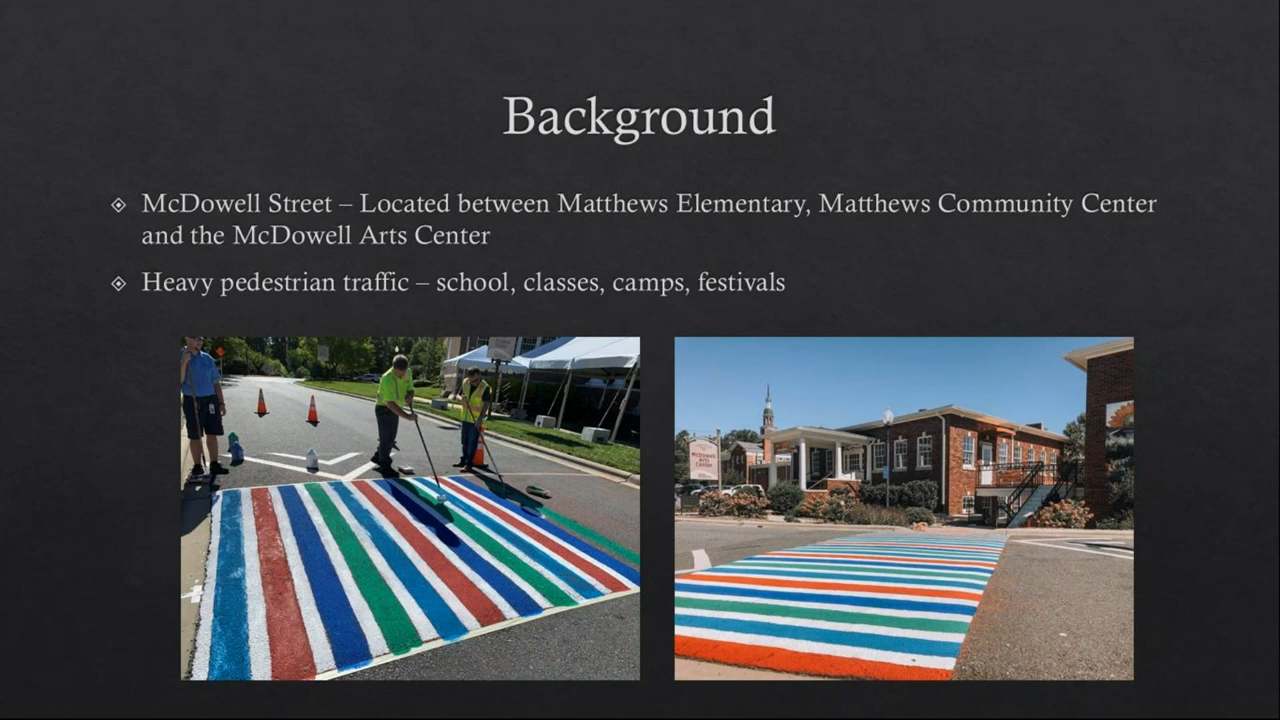 Background
McDowell Street – Located between Matthews Elementary, Matthews Community Center
and the McDowell Arts Center
Heavy pedestrian traffic – school, classes, camps, festivals
McDowell
Arts
Center